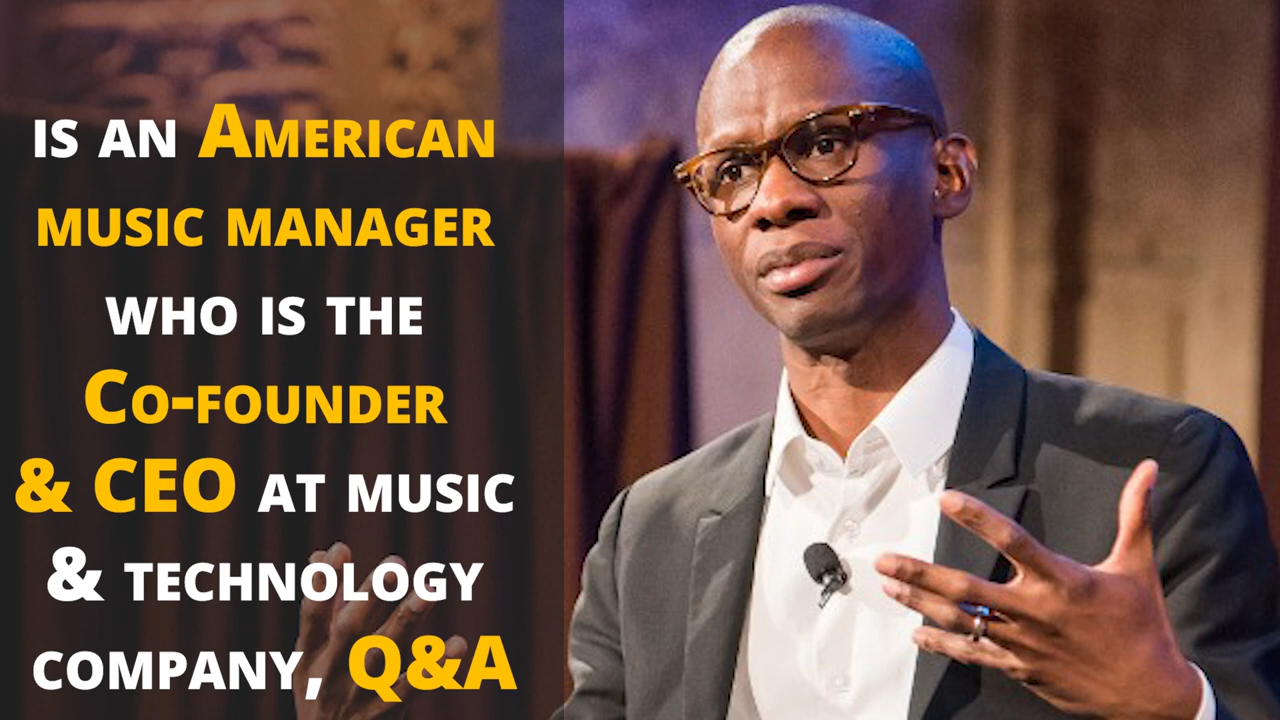 is an American
music manager
who is the
Co-founder
& CEO at music
& technology
company, Q&A